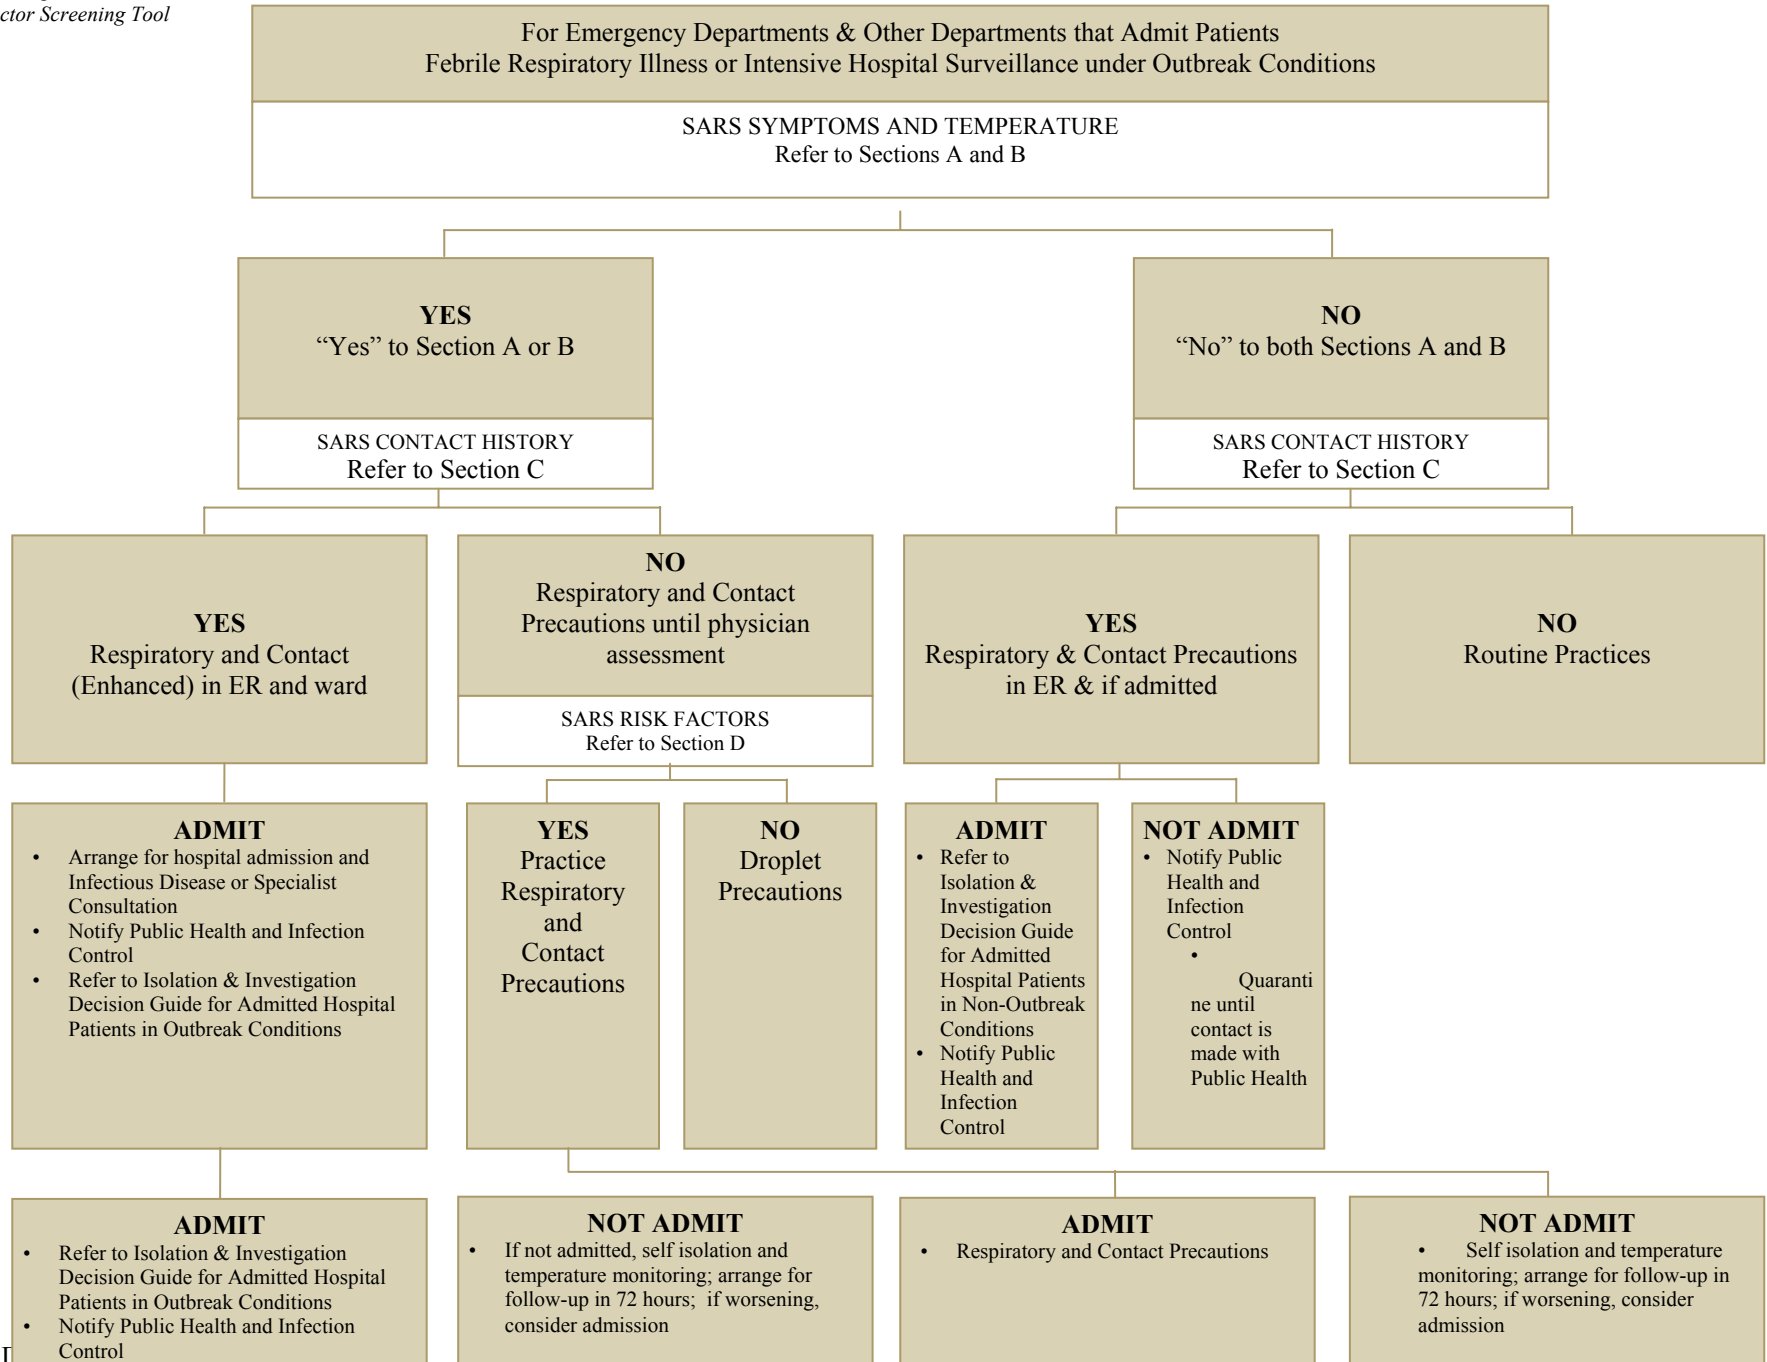 ctor Screening Tool
For Emergency Departments & Other Departments that Admit Patients
Febrile Respiratory Illness or Intensive Hospital Surveillance under Outbreak Conditions
SARS SYMPTOMS AND TEMPERATURE
Refer to Sections A and B
YES
“Yes” to Section A or B
SARS CONTACT HISTORY
Refer to Section C
NO
“No” to both Sections A and B
SARS CONTACT HISTORY
Refer to Section C
YES
Respiratory and Contact
(Enhanced) in ER and ward
NO
Respiratory and Contact
Precautions until physician
assessment
SARS RISK FACTORS
Refer to Section D
YES
Respiratory & Contact Precautions
in ER & if admitted
NO
Routine Practices
ADMIT
• Arrange for hospital admission and
Infectious Disease or Specialist
Consultation
• Notify Public Health and Infection
Control
• Refer to Isolation & Investigation
Decision Guide for Admitted Hospital
Patients in Outbreak Conditions
YES
Practice
Respiratory
and
Contact
Precautions
NO
Droplet
Precautions
ADMIT
• Refer to
Isolation &
Investigation
Decision Guide
for Admitted
Hospital Patients
in Non-Outbreak
Conditions
• Notify Public
Health and
Infection
Control
NOT ADMIT
• Notify Public
Health and
Infection
Control
•
Quaranti
ne until
contact is
made with
Public Health
ADMIT
• Refer to Isolation & Investigation
Decision Guide for Admitted Hospital
Patients in Outbreak Conditions
• Notify Public Health and Infection
Control
NOT ADMIT
• If not admitted, self isolation and
temperature monitoring; arrange for
follow-up in 72 hours; if worsening,
consider admission
ADMIT
• Respiratory and Contact Precautions
NOT ADMIT
• Self isolation and temperature
monitoring; arrange for follow-up in
72 hours; if worsening, consider
admission